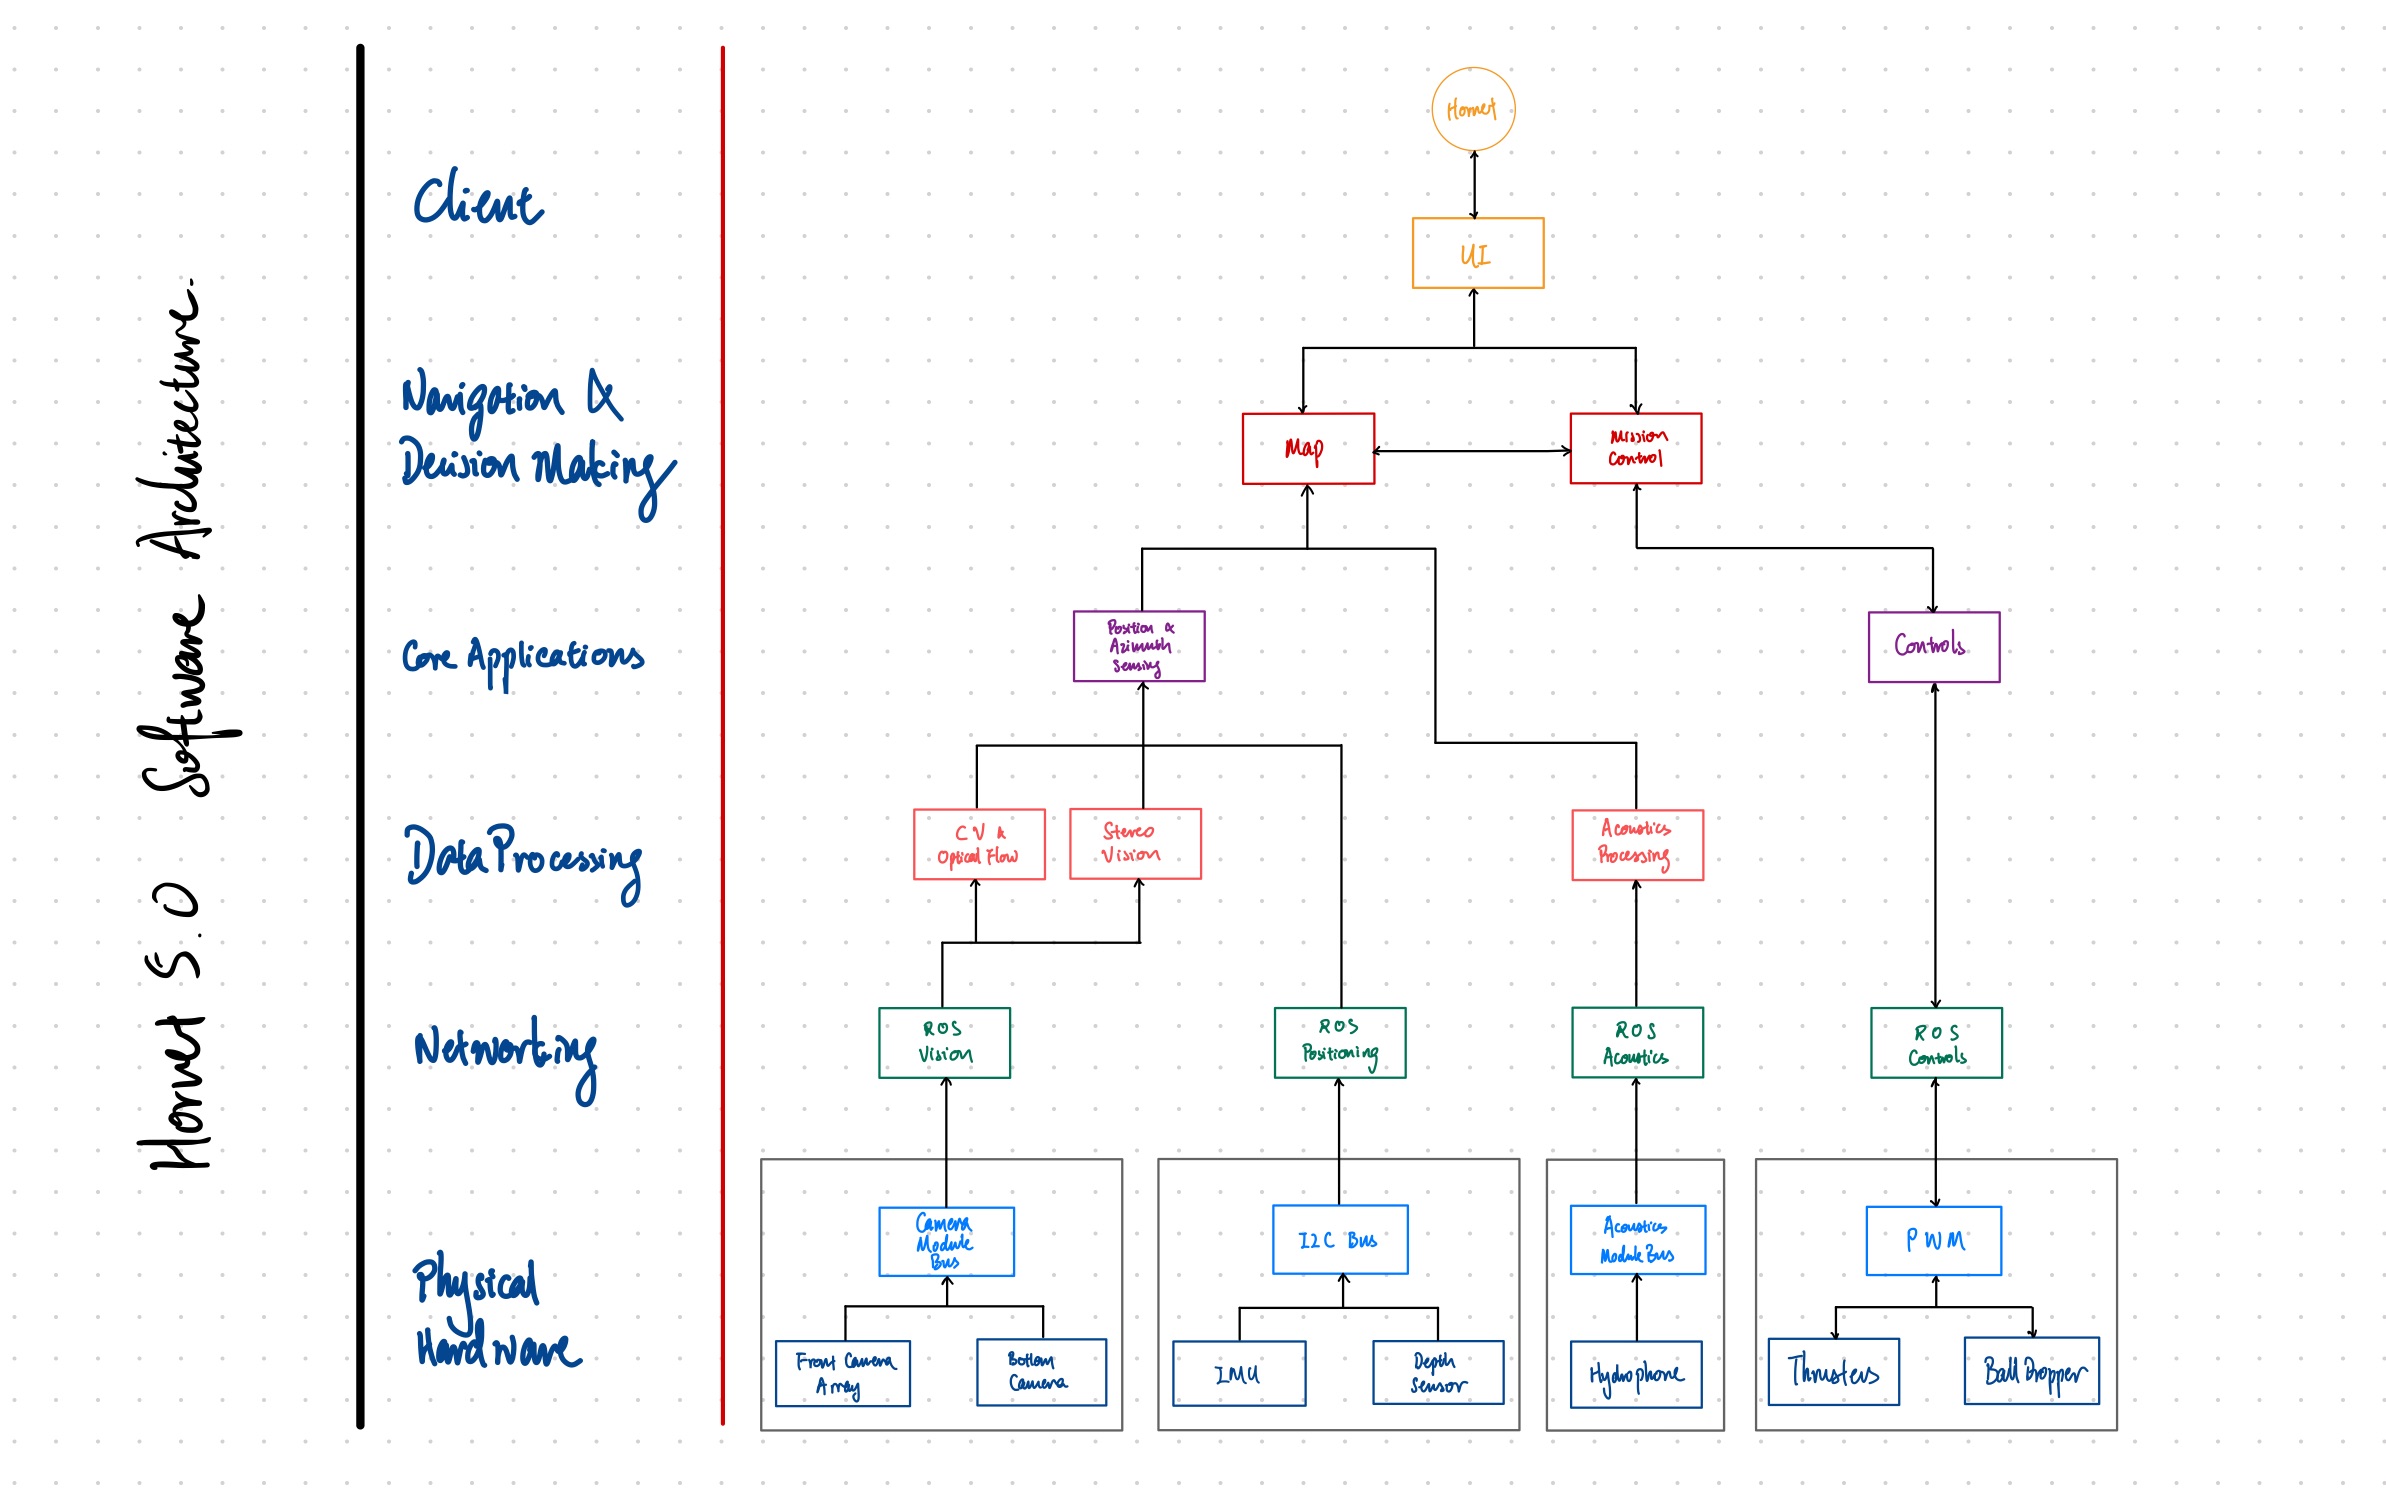 Hornet 5.0 Software Architecture.
Client
Navigation &
Decision Making
Core Applications
Data Processing
Networking
Physical
Hardware
Hornet
UI
Map
Mission
Control
Position &
Azimuth
Sensing
Controls
CV &
Optical Flow
Stereo
Vision
Acoustics
Processing
ROS
Vision
ROS
Positioning
ROS
Acoustics
ROS
Controls
Camera
Module
Bus
I2C Bus
Acoustics
Module Bus
PWM
Front Camera
Array
Bottom
Camera
IMU
Depth
Sensor
Hydrophone
Thrusters
Ball Dropper